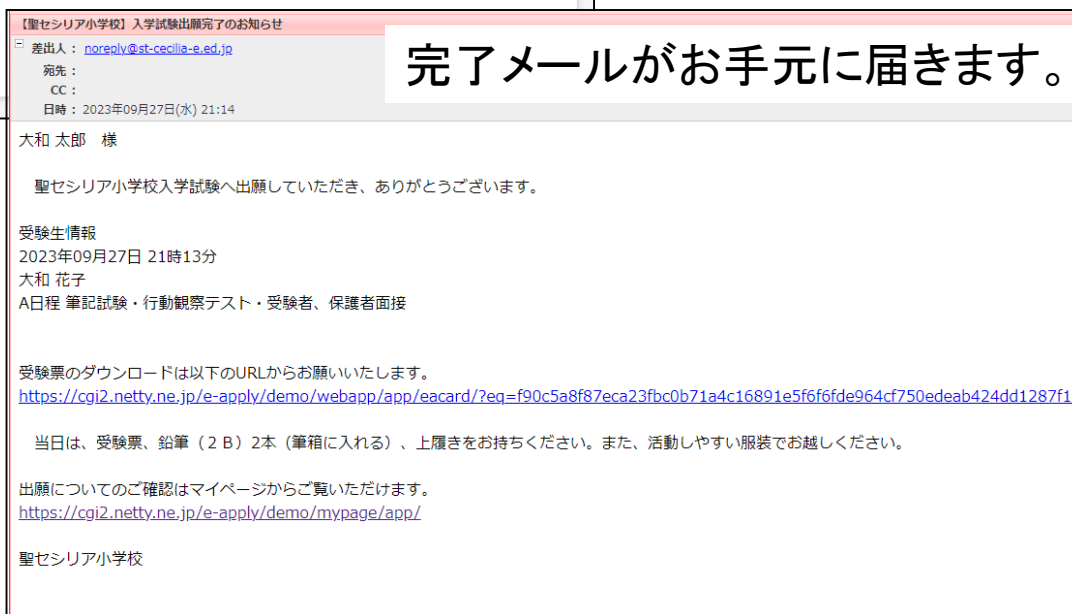 【聖セシリア小学校】入学試験出願完了のお知らせ
差出人： noreply@st-cecilia-e.ed.jp
宛先：
CC：
日時： 2023年09月27日(水) 21:14
完了メールがお手元に届きます。
大和 太郎　様
聖セシリア小学校入学試験へ出願していただき、ありがとうございます。
受験生情報
2023年09月27日 21時13分
大和 花子
A日程 筆記試験・行動観察テスト・受験者、保護者面接
受験票のダウンロードは以下のURLからお願いいたします。
https://cgi2.netty.ne.jp/e-apply/demo/webapp/app/eacard/?eq=f90c5a8f87eca23fbc0b71a4c16891e5f6f6fde964cf750edeab424dd1287f1
当日は、受験票、鉛筆（２Ｂ）2本（筆箱に入れる）、上履きをお持ちください。また、活動しやすい服装でお越しください。
出願についてのご確認はマイページからご覧いただけます。
https://cgi2.netty.ne.jp/e-apply/demo/mypage/app/
聖セシリア小学校